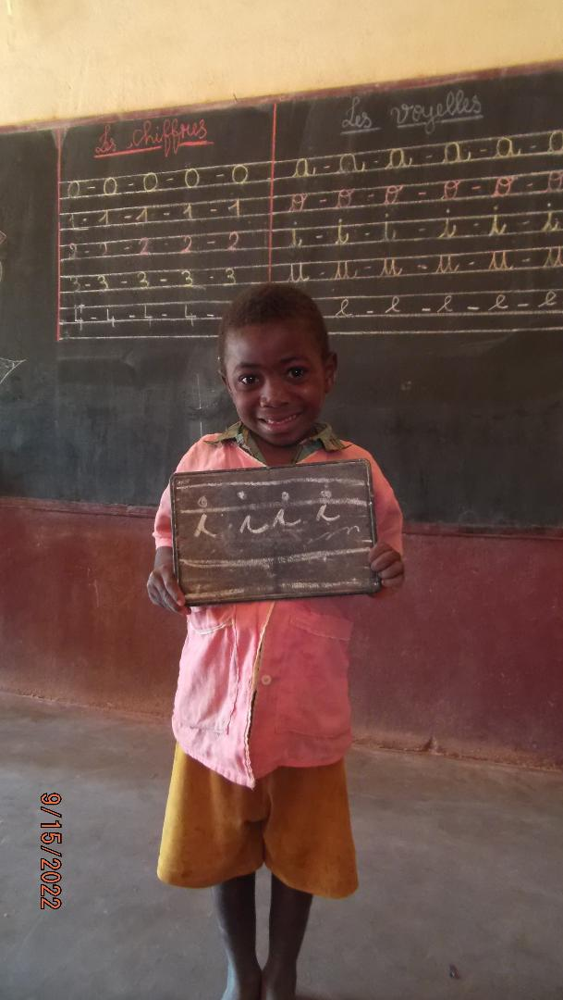 Les chiffres
0 - 0 - 0 - 0 - 0
1 - 1 - 1 - 1 - 1
2 - 2 - 2 - 2 - 2
3 - 3 - 3 - 3 - 3
4 - 4 - 4 - 4 -
Les voyelles
a - a - a - a - a - a
o - o - o - o - o - o
i - i - i - i - i - i
u - u - u - u - u - u
e - e - e - e - e
i i i i
9/15/2022